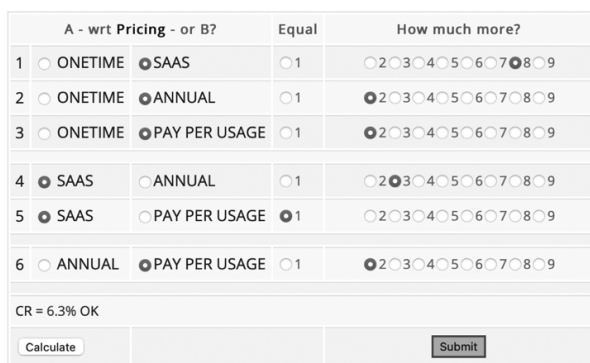 A - wrt Pricing - or B? Equal How much more?
1 ONETIME SAAS 1 2 3 4 5 6 7 8 9
2 ONETIME ANNUAL 1 2 3 4 5 6 7 8 9
3 ONETIME PAY PER USAGE 1 2 3 4 5 6 7 8 9
4 SAAS ANNUAL 1 2 3 4 5 6 7 8 9
5 SAAS PAY PER USAGE 1 2 3 4 5 6 7 8 9
6 ANNUAL PAY PER USAGE 1 2 3 4 5 6 7 8 9
CR = 6.3% OK
Calculate Submit